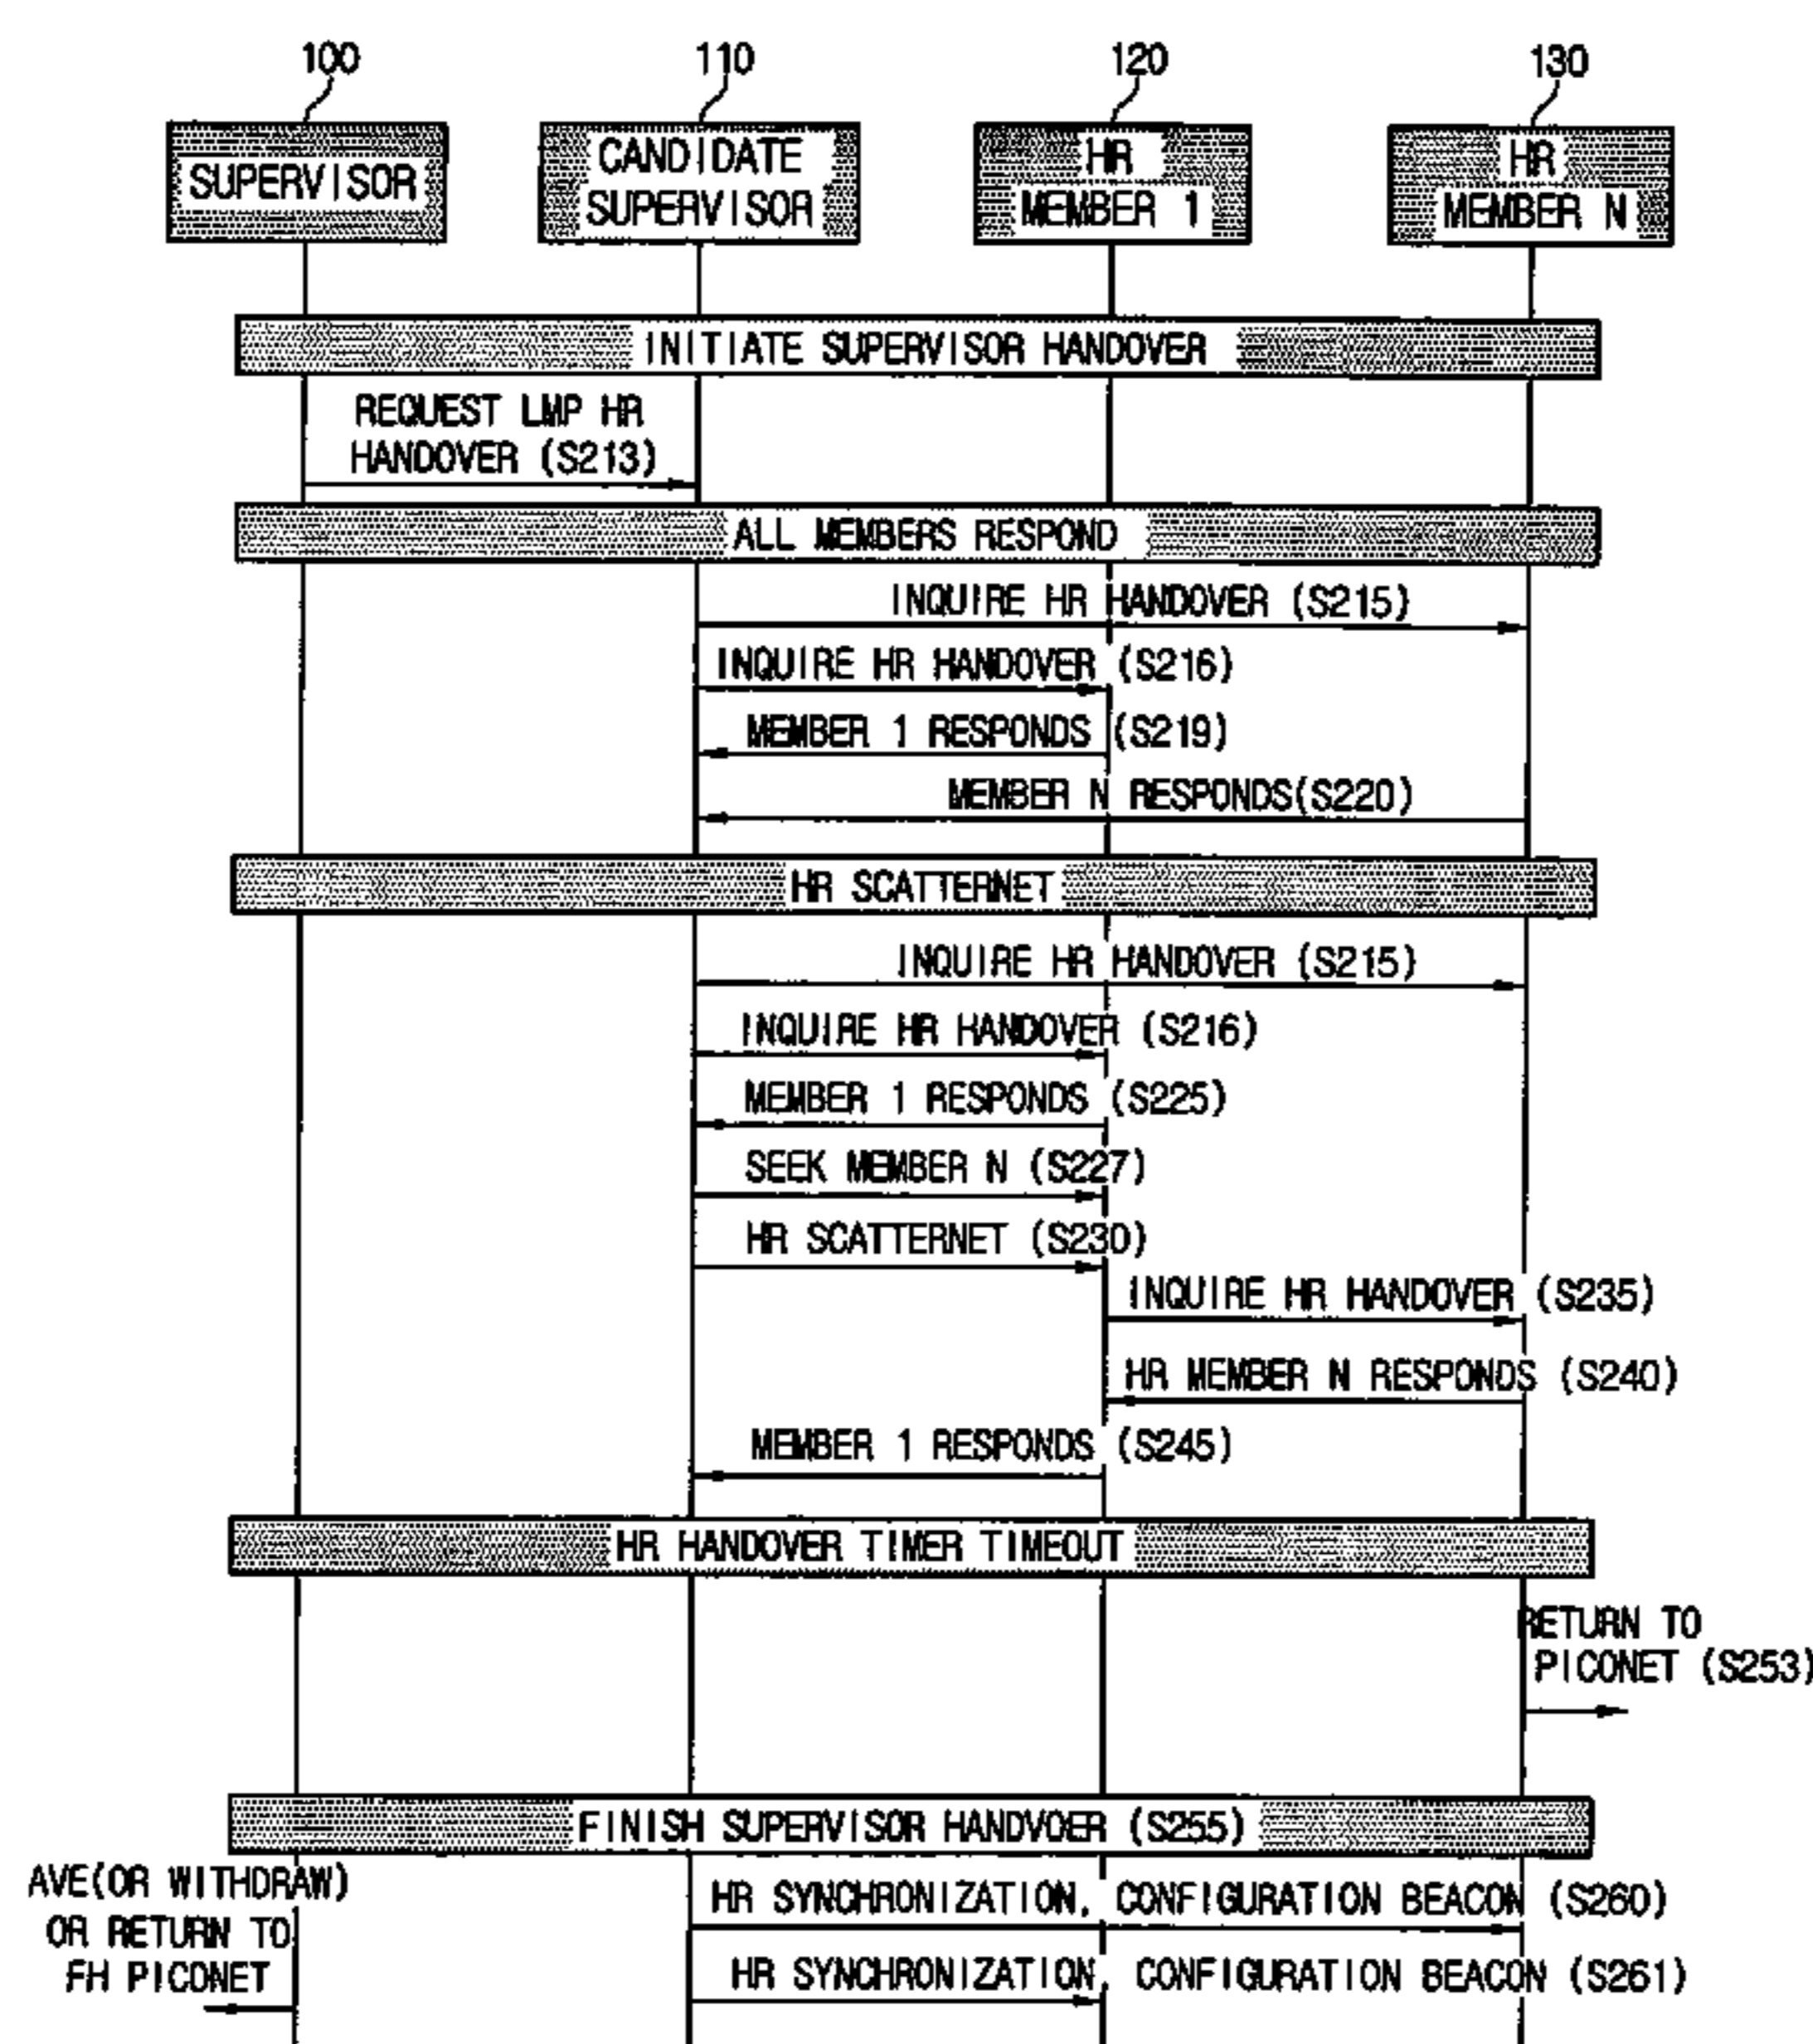 100
110
120
130
SUPERVISOR
CANDIDATE
SUPERVISOR
HR
MEMBER 1
HR
MEMBER N
INITIATE SUPERVISOR HANDOVER
REQUEST LMP HR
HANDOVER (S213)
ALL MEMBERS RESPOND
INQUIRE HR HANDOVER (S215)
INQUIRE HR HANDOVER (S216)
MEMBER 1 RESPONDS (S219)
MEMBER N RESPONDS(S220)
HR SCATTERNET
INQUIRE HR HANDOVER (S215)
INQUIRE HR HANDOVER (S216)
MEMBER 1 RESPONDS (S225)
SEEK MEMBER N (S227)
HR SCATTERNET (S230)
INQUIRE HR HANDOVER (S235)
HR MEMBER N RESPONDS (S240)
MEMBER 1 RESPONDS (S245)
HR HANDOVER TIMER TIMEOUT
RETURN TO
PICONET (S253)
FINISH SUPERVISOR HANDVOER (S255)
AVE(OR WITHDRAW)
OR RETURN TO
FH PICONET
HR SYNCHRONIZATION, CONFIGURATION BEACON (S260)
HR SYNCHRONIZATION, CONFIGURATION BEACON (S261)